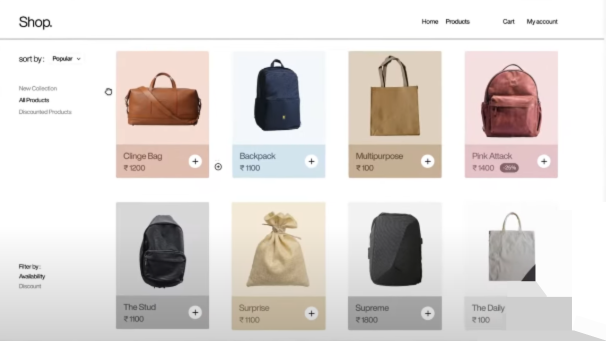 Shop.
Home Products Cart My account
sort by : Popular
New Collection
All Products
Discounted Products
Clinge Bag
₹ 1200
Backpack
₹ 1100
Multipurpose
₹ 100
Pink Attack
₹ 1400
The Stud
₹ 1100
Surprise
₹ 1100
Supreme
₹ 1800
The Daily
₹ 100
Filter by :
Availability
Discount